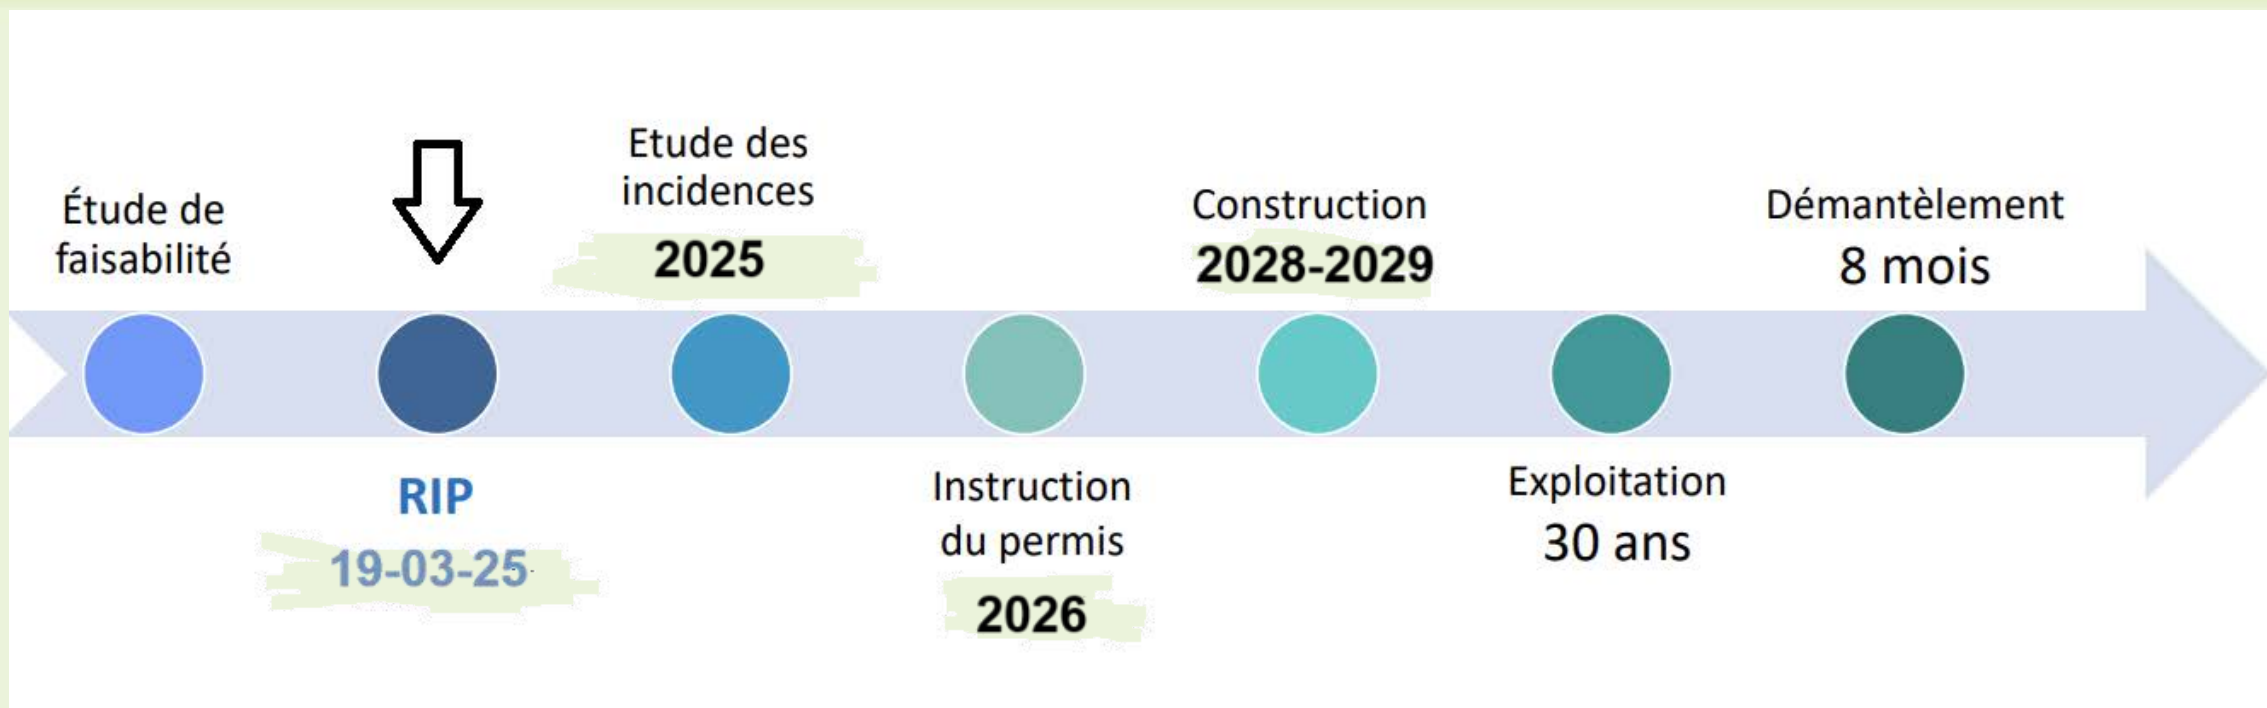 Étude de
faisabilité
RIP
19-03-25
Etude des
incidences
2025
Instruction
du permis
2026
Construction
2028-2029
Exploitation
30 ans
Démantèlement
8 mois